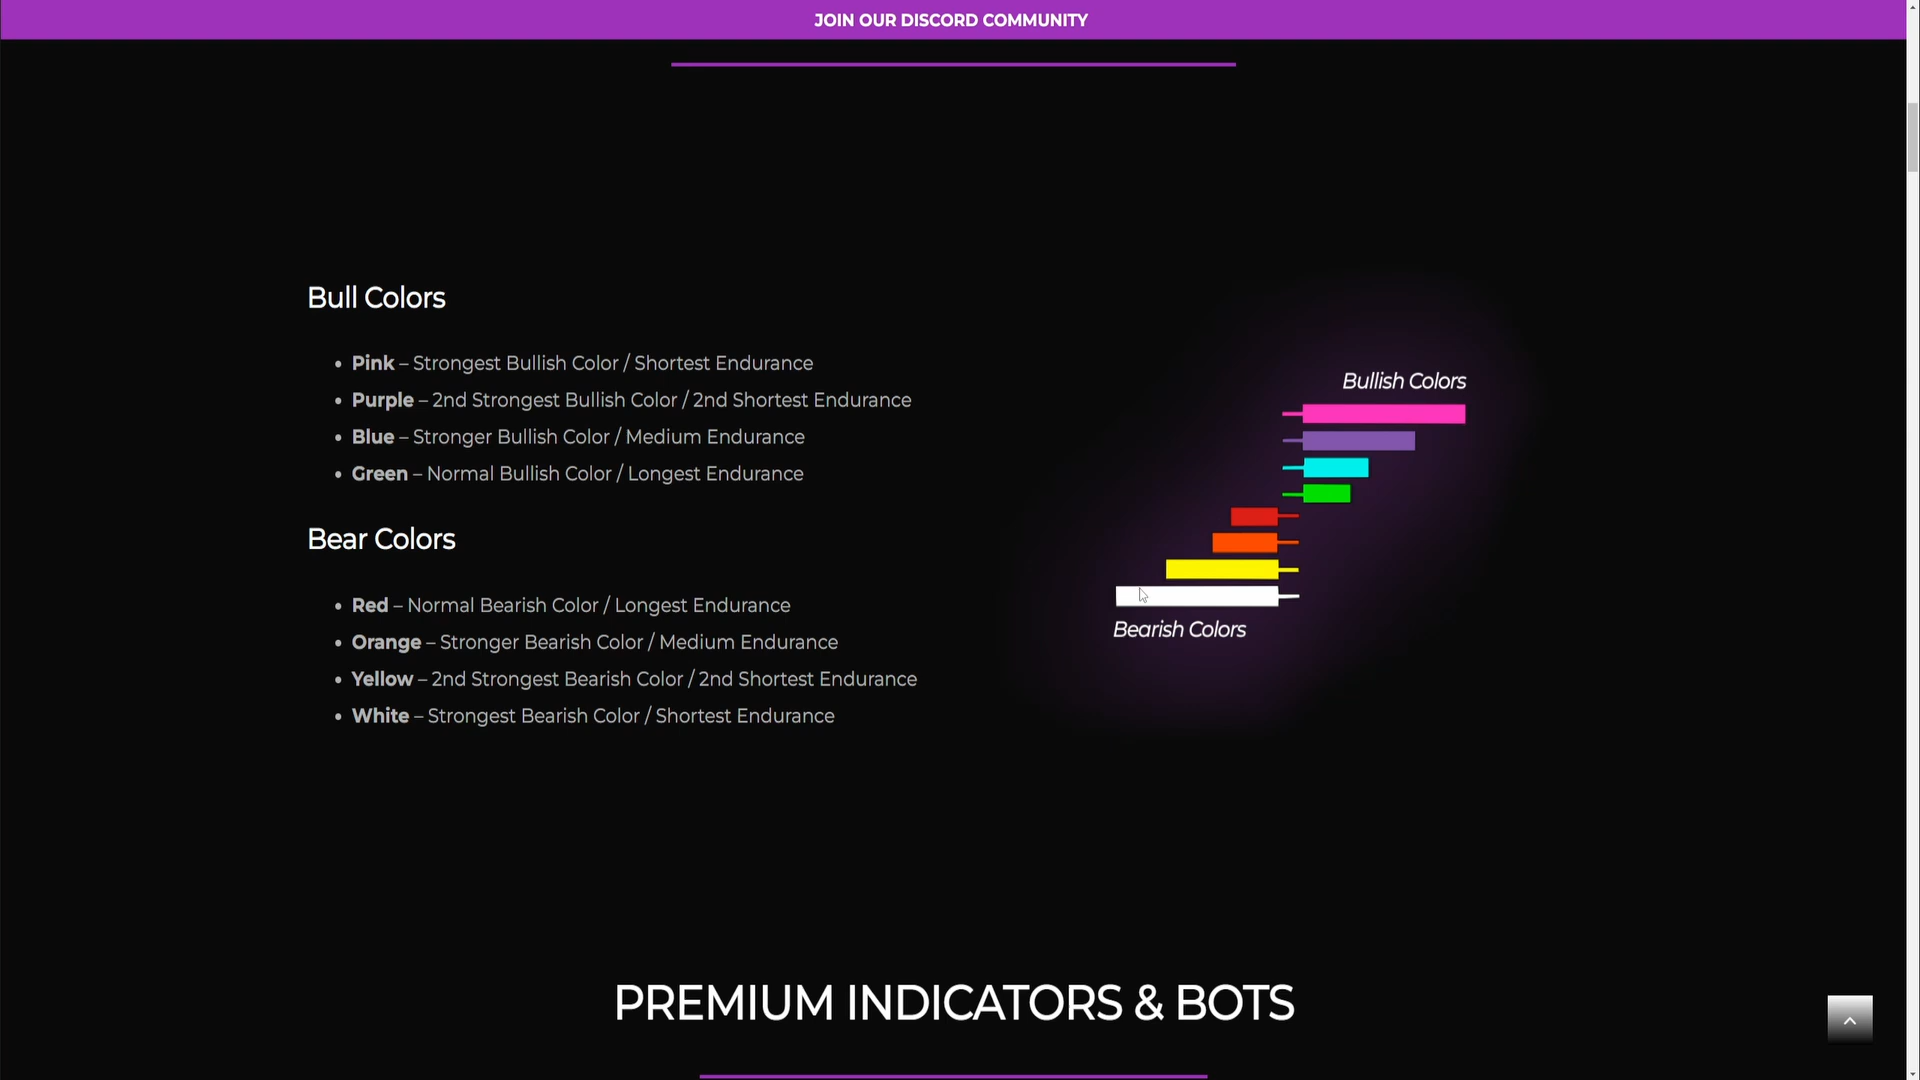 JOIN OUR DISCORD COMMUNITY
Bull Colors
• Pink – Strongest Bullish Color / Shortest Endurance
• Purple – 2nd Strongest Bullish Color / 2nd Shortest Endurance
• Blue – Stronger Bullish Color / Medium Endurance
• Green – Normal Bullish Color / Longest Endurance
Bear Colors
• Red – Normal Bearish Color / Longest Endurance
• Orange – Stronger Bearish Color / Medium Endurance
• Yellow – 2nd Strongest Bearish Color / 2nd Shortest Endurance
• White – Strongest Bearish Color / Shortest Endurance
Bullish Colors
Bearish Colors
PREMIUM INDICATORS & BOTS